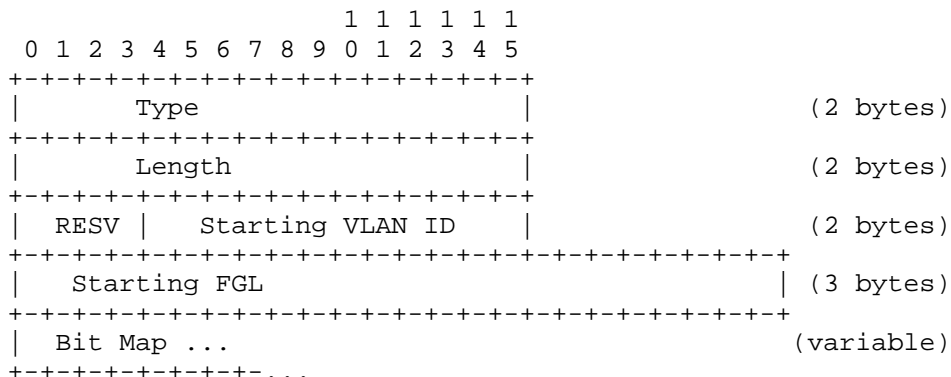 1 1 1 1 1 1
 0 1 2 3 4 5 6 7 8 9 0 1 2 3 4 5
+-+-+-+-+-+-+-+-+-+-+-+-+-+-+-+-+
|       Type                    |                 (2 bytes)
+-+-+-+-+-+-+-+-+-+-+-+-+-+-+-+-+
|       Length                  |                 (2 bytes)
+-+-+-+-+-+-+-+-+-+-+-+-+-+-+-+-+
|  RESV |   Starting VLAN ID    |                 (2 bytes)
+-+-+-+-+-+-+-+-+-+-+-+-+-+-+-+-+-+-+-+-+-+-+-+-+
|   Starting FGL                                | (3 bytes)
+-+-+-+-+-+-+-+-+-+-+-+-+-+-+-+-+-+-+-+-+-+-+-+-+
|  Bit Map ...                                   (variable)
+-+-+-+-+-+-+-+-...